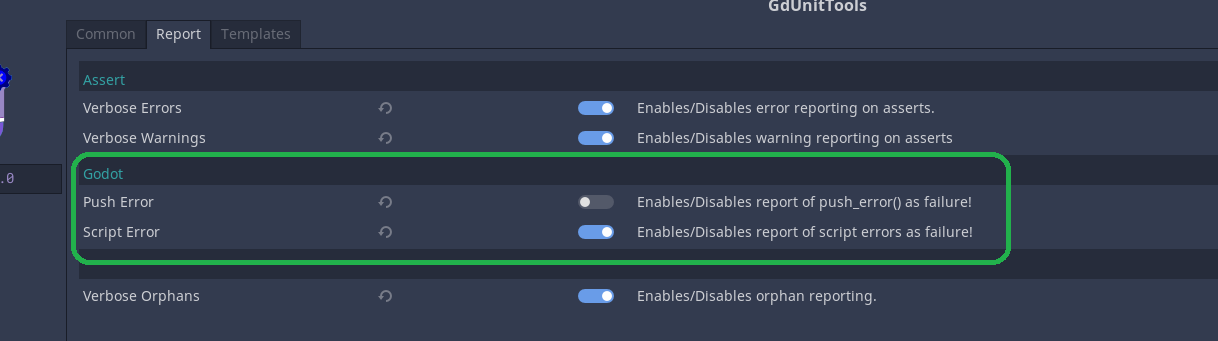 GdUnitTools
Common Report Templates
Assert
Verbose Errors Enables/Disables error reporting on asserts.
Verbose Warnings Enables/Disables warning reporting on asserts
Godot
.0
Push Error Enables/Disables report of push_error() as failure!
Script Error Enables/Disables report of script errors as failure!
Verbose Orphans Enables/Disables orphan reporting.